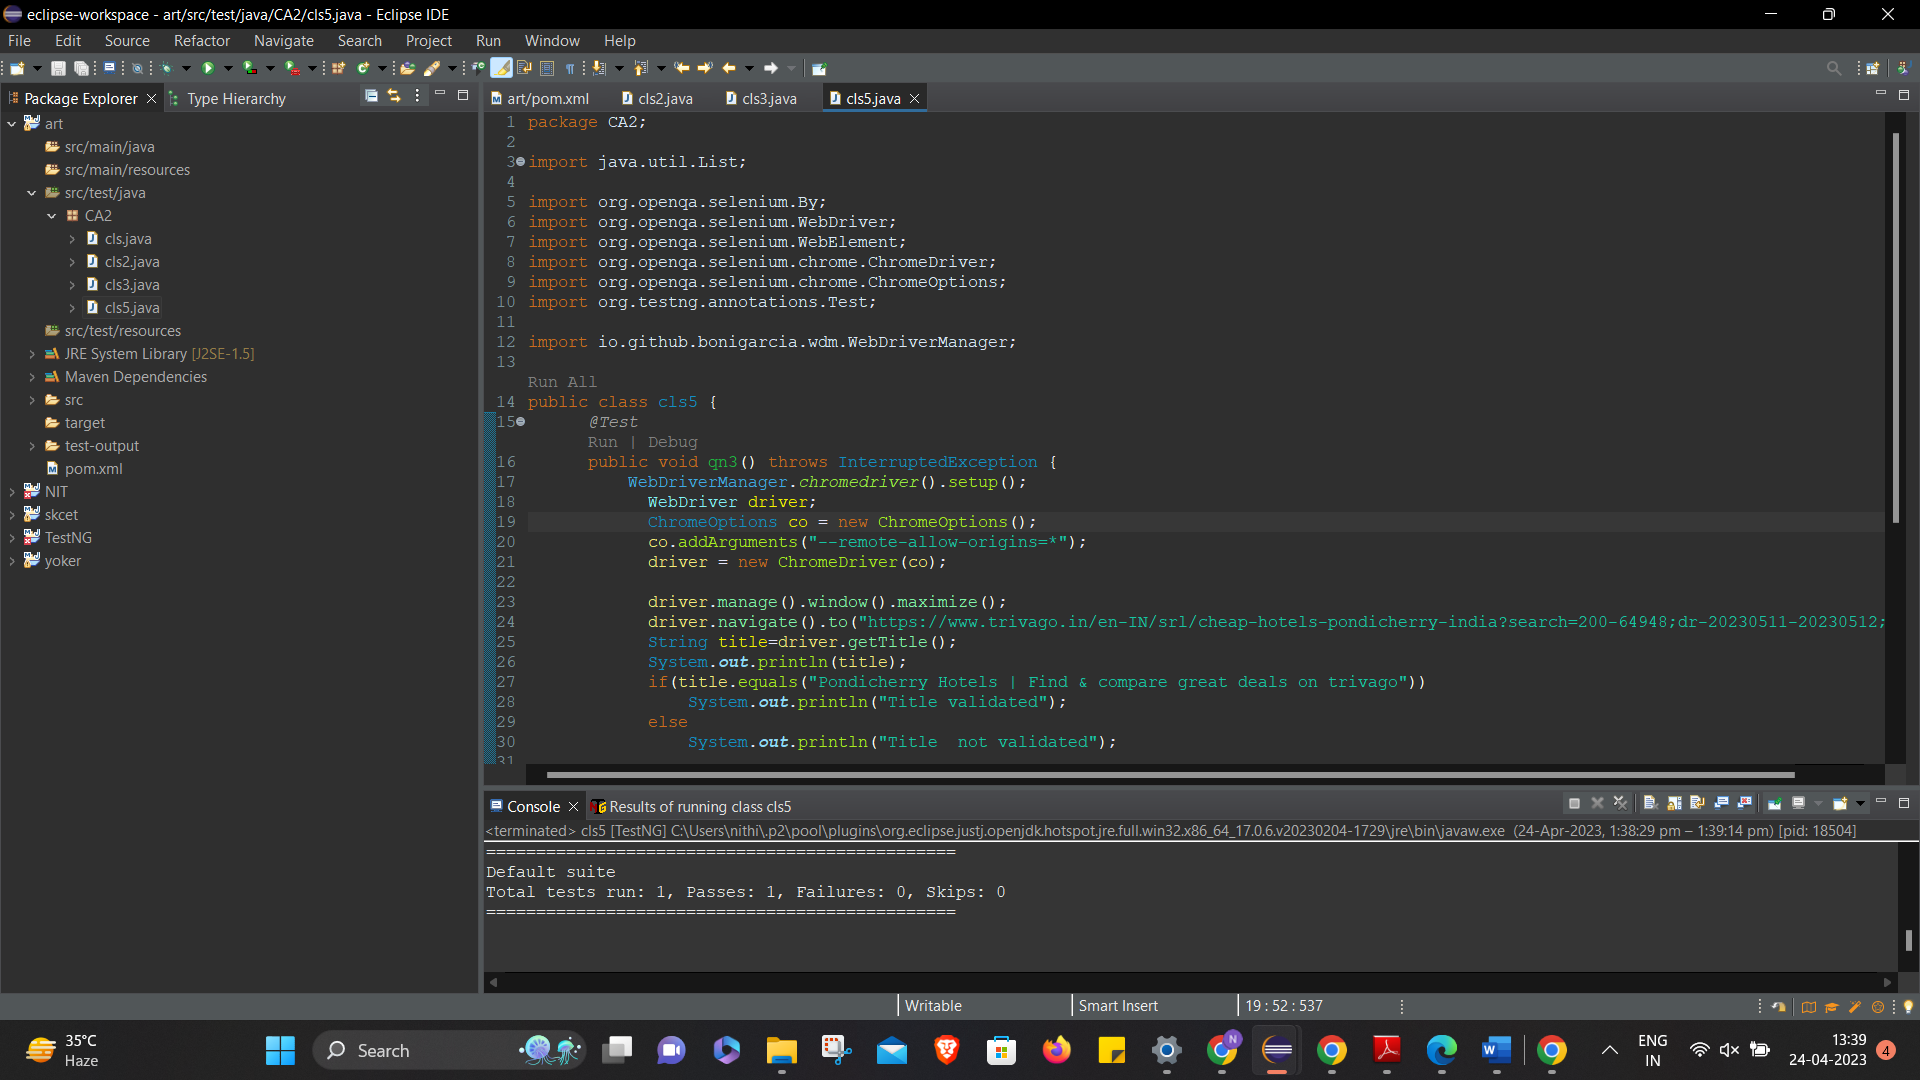 eclipse-workspace - art/src/test/java/CA2/cls5.java - Eclipse IDE
File Edit Source Refactor Navigate Search Project Run Window Help
Package Explorer Type Hierarchy
art
src/main/java
src/main/resources
src/test/java
CA2
cls.java
cls2.java
cls3.java
cls5.java
src/test/resources
JRE System Library [J2SE-1.5]
Maven Dependencies
src
target
test-output
pom.xml
NIT
skcet
TestNG
yoker
art/pom.xml cls2.java cls3.java cls5.java
1 package CA2;
2
3 import java.util.List;
4
5 import org.openqa.selenium.By;
6 import org.openqa.selenium.WebDriver;
7 import org.openqa.selenium.WebElement;
8 import org.openqa.selenium.chrome.ChromeDriver;
9 import org.openqa.selenium.chrome.ChromeOptions;
10 import org.testng.annotations.Test;
11
12 import io.github.bonigarcia.wdm.WebDriverManager;
13
Run All
14 public class cls5 {
15 @Test
Run | Debug
16 public void qn3() throws InterruptedException {
17 WebDriverManager.chromedriver().setup();
18 WebDriver driver;
19 ChromeOptions co = new ChromeOptions();
20 co.addArguments("--remote-allow-origins=*");
21 driver = new ChromeDriver(co);
22
23 driver.manage().window().maximize();
24 driver.navigate().to("https://www.trivago.in/en-IN/srl/cheap-hotels-pondicherry-india?search=200-64948;dr-20230511-20230512;
25 String title=driver.getTitle();
26 System.out.println(title);
27 if(title.equals("Pondicherry Hotels | Find & compare great deals on trivago"))
28 System.out.println("Title validated");
29 else
30 System.out.println("Title  not validated");
31
Console Results of running class cls5
<terminated> cls5 [TestNG] C:\Users\nithi\.p2\pool\plugins\org.eclipse.justj.openjdk.hotspot.jre.full.win32.x86_64_17.0.6.v20230204-1729\jre\bin\javaw.exe (24-Apr-2023, 1:38:29 pm – 1:39:14 pm) [pid: 18504]
===============================================
Default suite
Total tests run: 1, Passes: 1, Failures: 0, Skips: 0
===============================================
Writable Smart Insert 19 : 52 : 537
35°C
Haze
Search
N
ENG
IN
13:39
24-04-2023
4